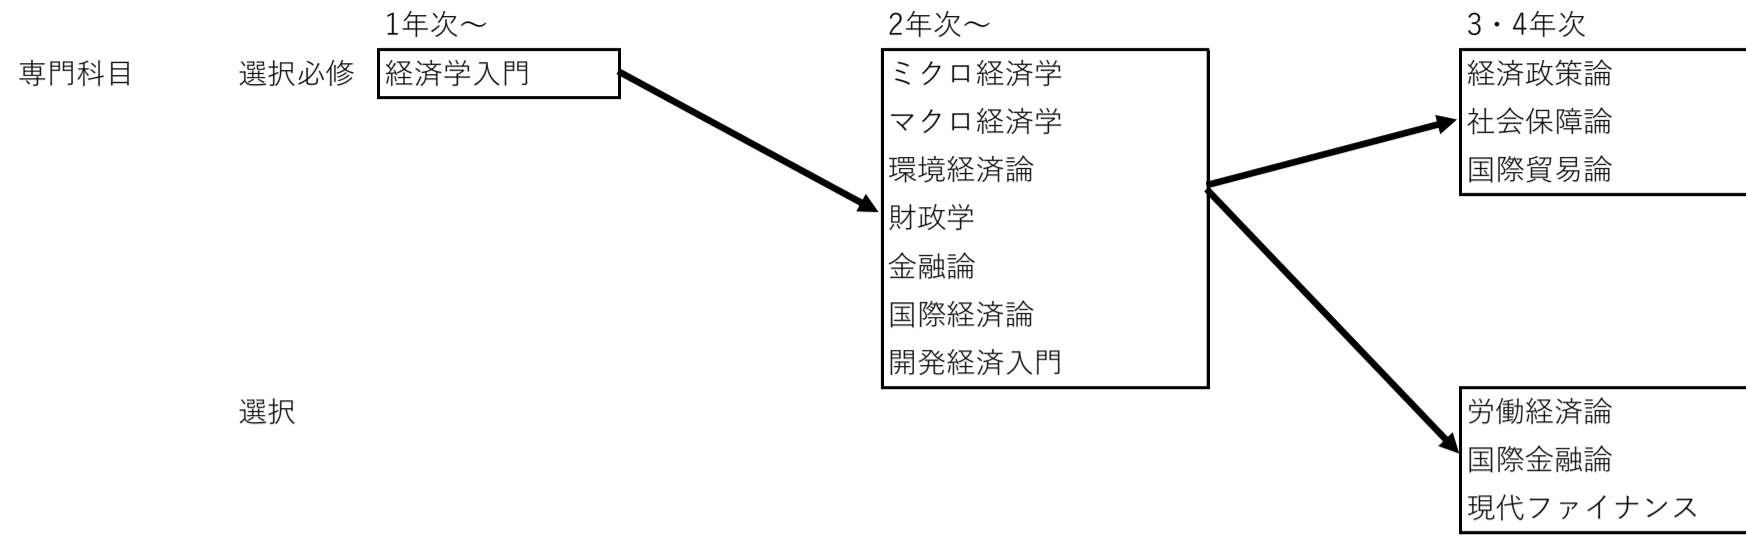 1年次～ 2年次～ 3・4年次
専門科目 選択必修 経済学入門 ミクロ経済学 経済政策論
マクロ経済学 社会保障論
環境経済論 国際貿易論
財政学
金融論
国際経済論
開発経済入門
選択 労働経済論
国際金融論
現代ファイナンス